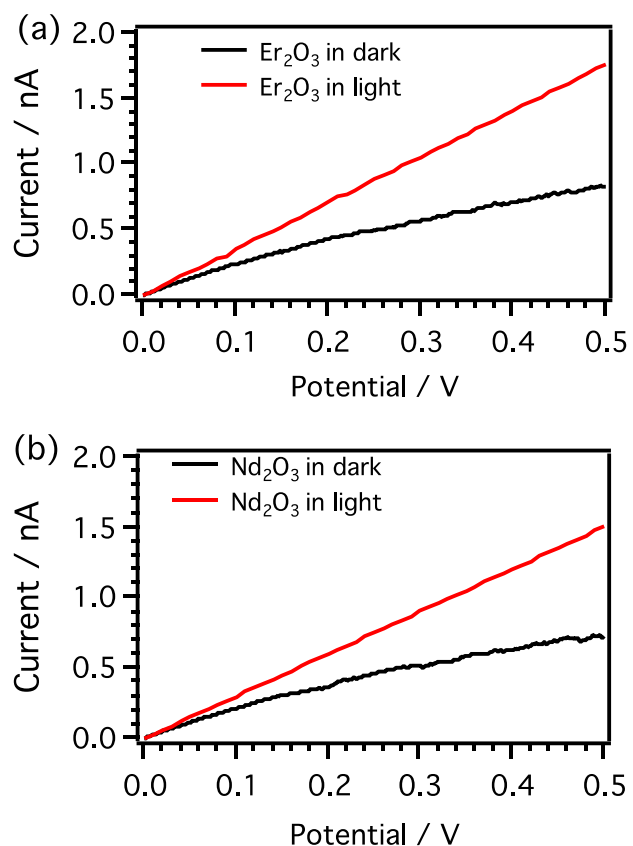 (a)
2.0
1.5
1.0
0.5
0.0
Current / nA
Er₂O₃ in dark
Er₂O₃ in light
0.0 0.1 0.2 0.3 0.4 0.5
Potential / V
(b)
2.0
1.5
1.0
0.5
0.0
Current / nA
Nd₂O₃ in dark
Nd₂O₃ in light
0.0 0.1 0.2 0.3 0.4 0.5
Potential / V